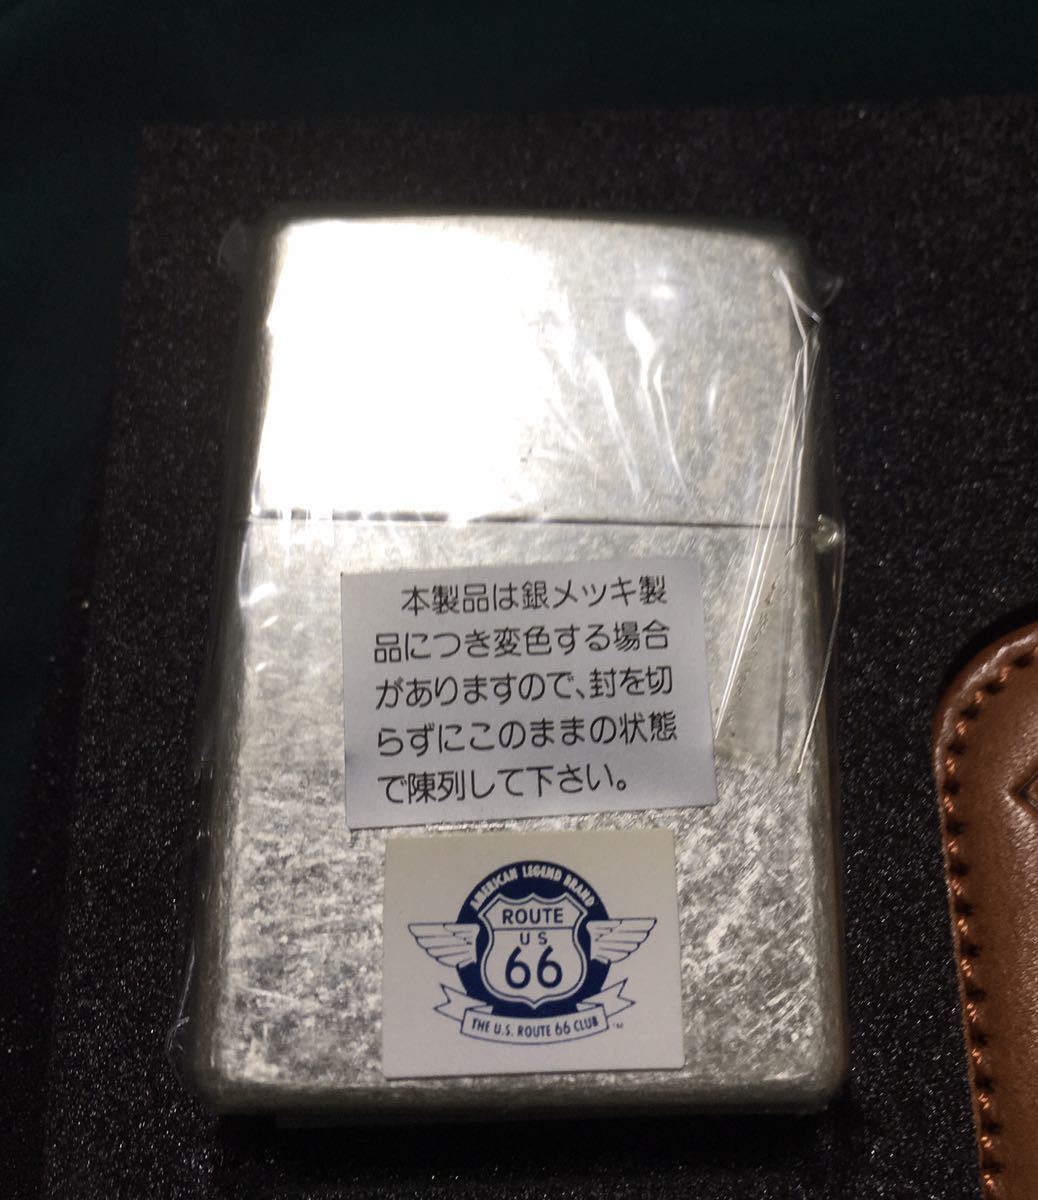 本製品は銀メッキ製
品につき変色する場合
がありますので、封を切
らずにこのままの状態
で陳列して下さい。
AMERICAN LEGEND BRAND
ROUTE
US
66
THE U.S. ROUTE 66 CLUB ™